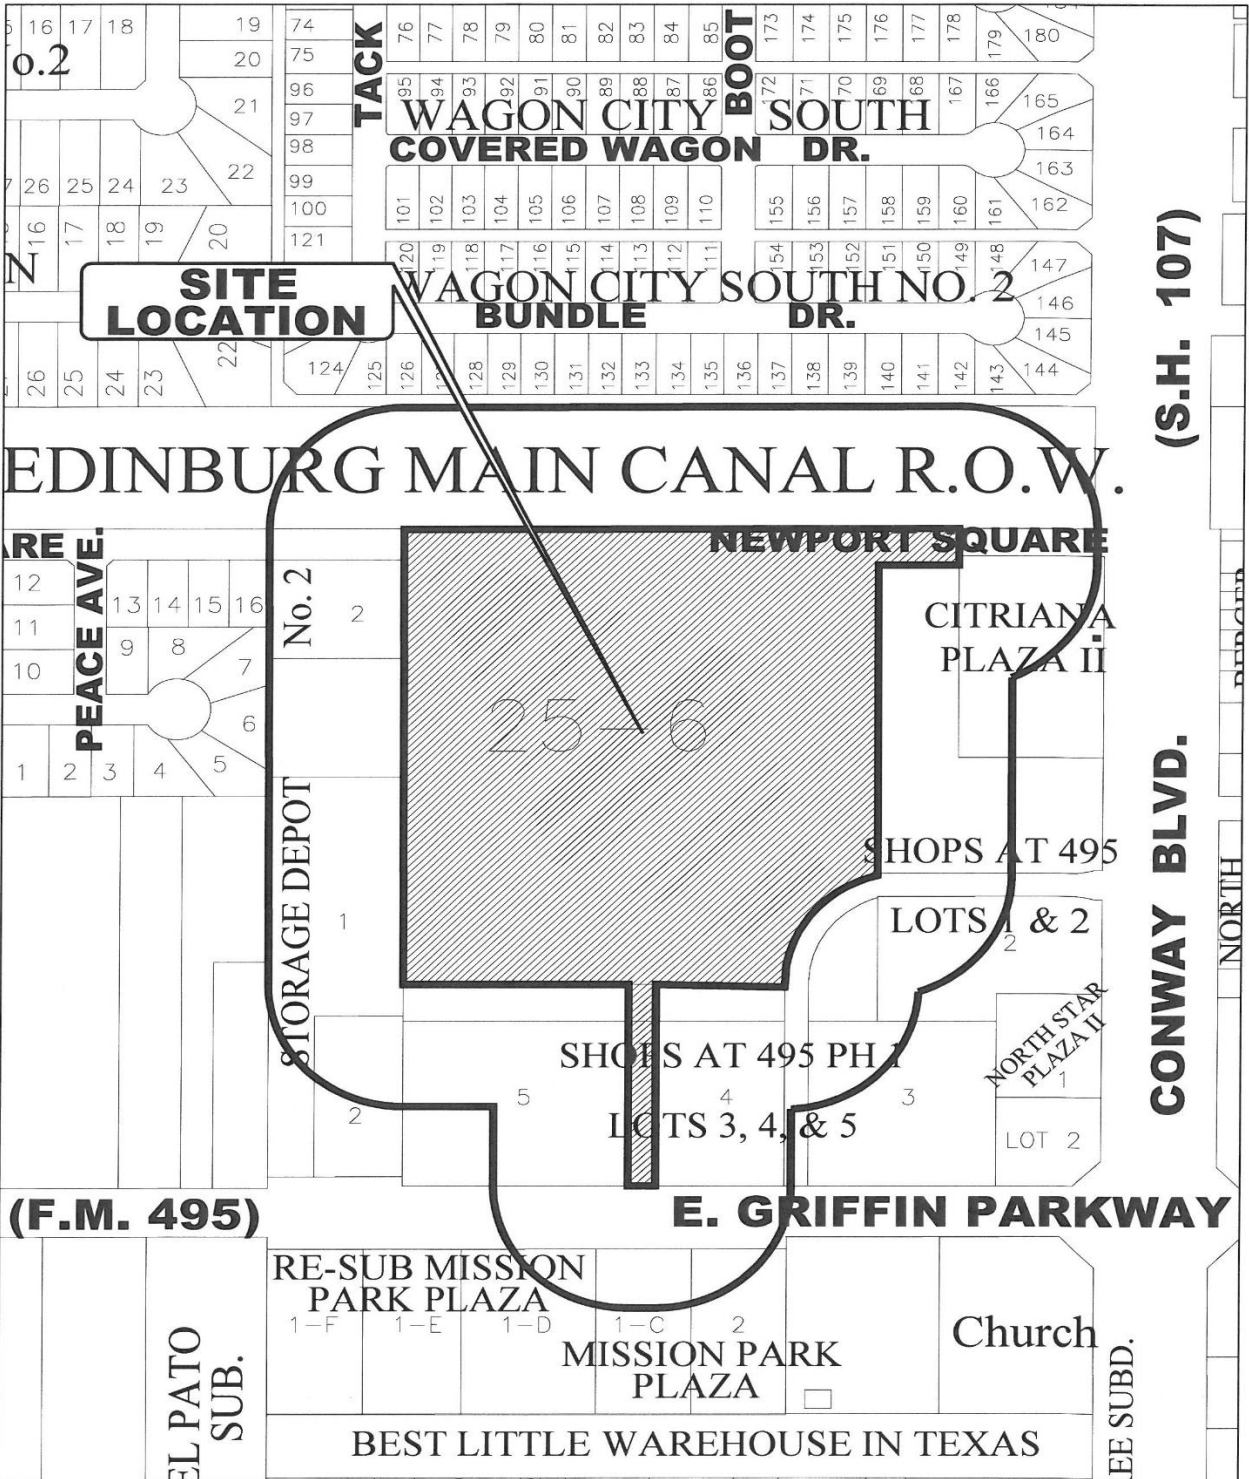 16 17 18 19 74
o.2
20 75
21 96
97
98
26 25 24 23 22 99
100
16 17 18 19 20 121
N
26 25 24 23 22
TACK
76 77 78 79 80 81 82 83 84 85
BOOT
173 174 175 176 177 178 179 180
95 94 93 92 91 90 89 88 87 86
172 71 70 169 168 167 166 165
WAGON CITY SOUTH
164
COVERED WAGON DR.
163
101 102 103 104 105 106 107 108 109 110
155 156 157 158 159 160 161 162
120 119 118 117 116 115 114 113 112 111
154 153 152 151 150 149 148 147
WAGON CITY SOUTH NO. 2
146
BUNDLE DR.
145
124 125 126 128 129 130 131 132 133 134 135 136 137 138 139 140 141 142 143 144
SITE
LOCATION
(S.H. 107)
EDINBURG MAIN CANAL R.O.W.
NEWPORT SQUARE
ARE
PEACE AVE.
12
11
10
13 14 15 16
9 8 7
6
1 2 3 4 5
No. 2
2
STORAGE DEPOT
1
2
25-6
CITRIANA
PLAZA II
SHOPS AT 495
LOTS 1 & 2
2
NORTH STAR
PLAZA II
1
LOT 2
SHOPS AT 495 PH 1
5 4 3
LOTS 3, 4, & 5
CONWAY BLVD.
NORTH
(F.M. 495)
E. GRIFFIN PARKWAY
RE-SUB MISSION
PARK PLAZA
1-F 1-E 1-D 1-C 2
MISSION PARK
PLAZA
Church
EL PATO
SUB.
EE SUBD.
BEST LITTLE WAREHOUSE IN TEXAS